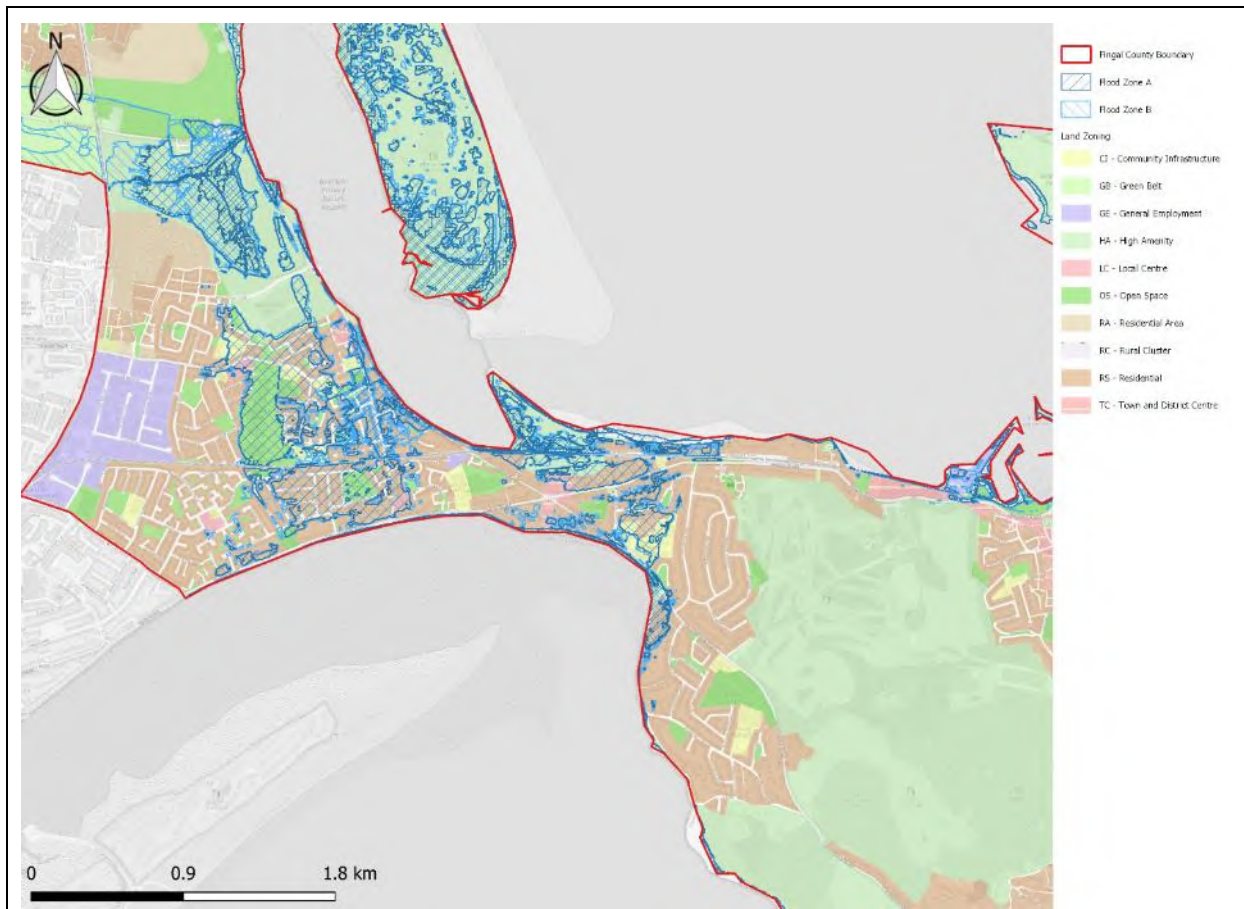 N
Fingal County Boundary
Flood Zone A
Flood Zone B
Land Zoning
CI - Community Infrastructure
GB - Green Belt
GE - General Employment
HA - High Amenity
LC - Local Centre
OS - Open Space
RA - Residential Area
RC - Rural Cluster
RS - Residential
TC - Town and District Centre
0 0.9 1.8 km